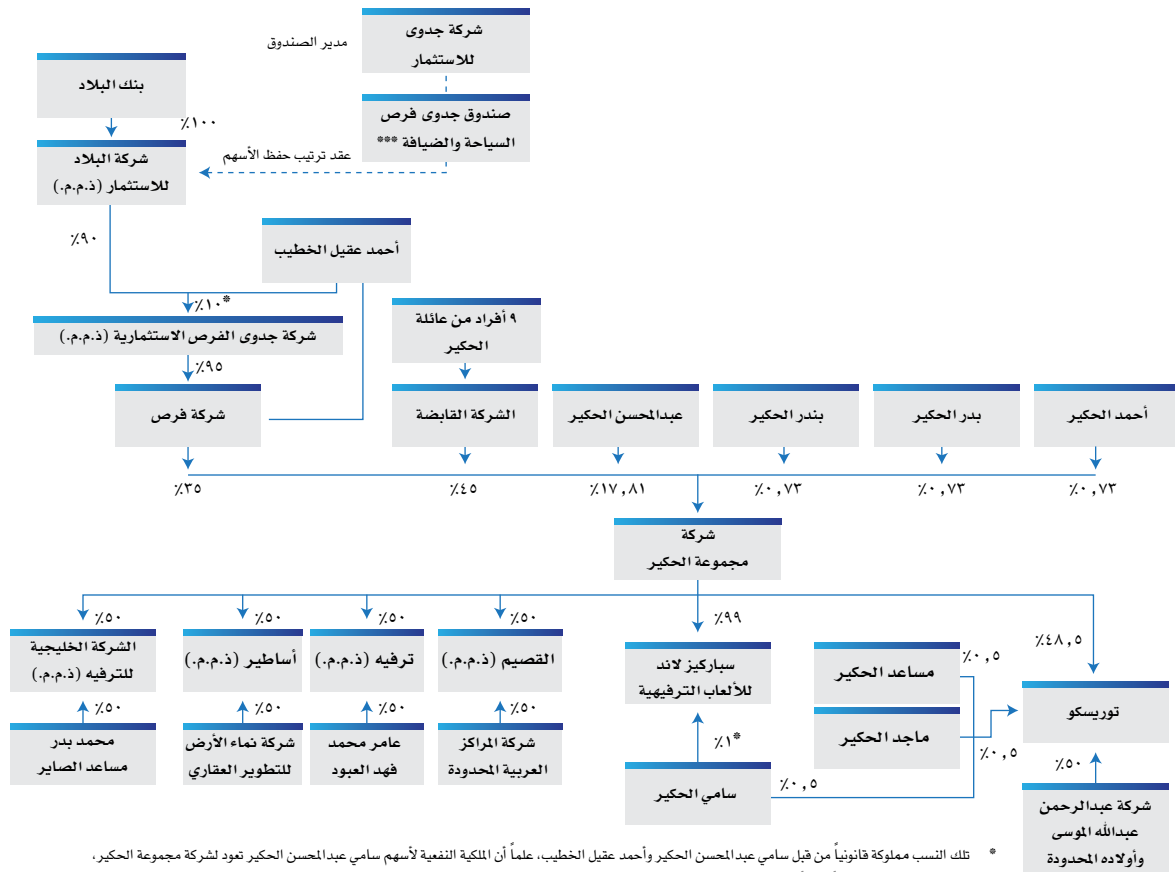 شركة جدوى
للاستثمار
مدير الصندوق
بنك البلاد
صندوق جدوى فرص
السياحة والضيافة ***
٪١٠٠
عقد ترتيب حفظ الأسهم
شركة البلاد
للاستثمار (ذ.م.م.)
٪٩٠
أحمد عقيل الخطيب
٪١٠*
شركة جدوى الفرص الاستثمارية (ذ.م.م.)
٩ أفراد من عائلة
الحكير
٪٩٥
أحمد الحكير
بدر الحكير
بندر الحكير
عبدالمحسن الحكير
الشركة القابضة
شركة فرص
٪٠,٧٣
٪٠,٧٣
٪٠,٧٣
٪١٧,٨١
٪٤٥
٪٣٥
شركة
مجموعة الحكير
٪٤٨,٥
٪٩٩
٪٥٠
٪٥٠
٪٥٠
٪٥٠
سباركيز لاند
للألعاب الترفيهية
القصيم (ذ.م.م.)
ترفيه (ذ.م.م.)
أساطير (ذ.م.م.)
الشركة الخليجية
للترفيه (ذ.م.م.)
مساعد الحكير
٪٠,٥
توريسكو
ماجد الحكير
٪٠,٥
٪٥٠
٪١*
٪٥٠
٪٥٠
٪٥٠
٪٥٠
سامي الحكير
٪٠,٥
شركة المراكز
العربية المحدودة
عامر محمد
فهد العبود
شركة نماء الأرض
للتطوير العقاري
محمد بدر
مساعد الصاير
شركة عبدالرحمن
عبدالله الموسى
وأولاده المحدودة
* تلك النسب مملوكة قانونياً من قبل سامي عبدالمحسن الحكير وأحمد عقيل الخطيب، علماً أن الملكية النفعية لأسهم سامي عبدالمحسن الحكير تعود لشركة مجموعة الحكير،